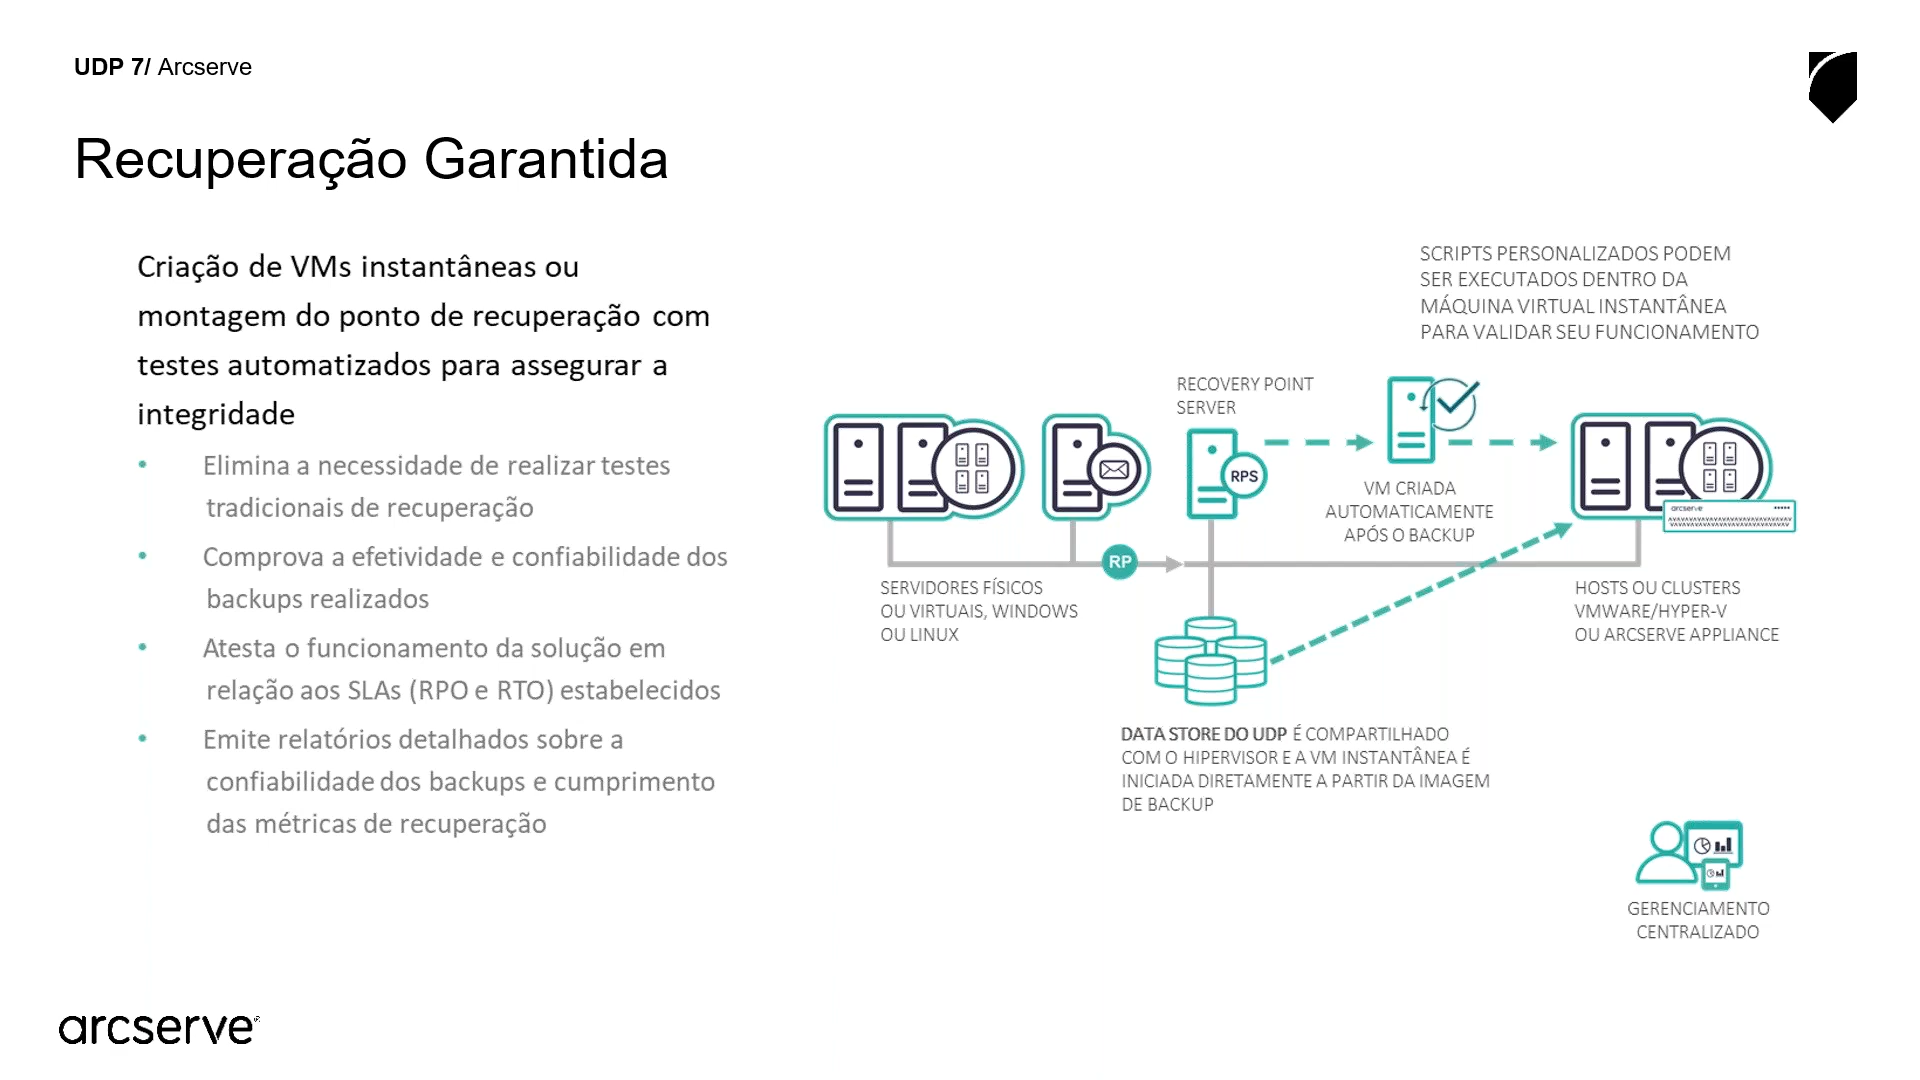 UDP 7/ Arcserve
Recuperação Garantida
Criação de VMs instantâneas ou
montagem do ponto de recuperação com
testes automatizados para assegurar a
integridade
• Elimina a necessidade de realizar testes
tradicionais de recuperação
• Comprova a efetividade e confiabilidade dos
backups realizados
• Atesta o funcionamento da solução em
relação aos SLAs (RPO e RTO) estabelecidos
• Emite relatórios detalhados sobre a
confiabilidade dos backups e cumprimento
das métricas de recuperação
SCRIPTS PERSONALIZADOS PODEM
SER EXECUTADOS DENTRO DA
MÁQUINA VIRTUAL INSTANTÂNEA
PARA VALIDAR SEU FUNCIONAMENTO
RECOVERY POINT
SERVER
RPS
VM CRIADA
AUTOMATICAMENTE
APÓS O BACKUP
arcserve
RP
SERVIDORES FÍSICOS
OU VIRTUAIS, WINDOWS
OU LINUX
HOSTS OU CLUSTERS
VMWARE/HYPER-V
OU ARCSERVE APPLIANCE
DATA STORE DO UDP É COMPARTILHADO
COM O HIPERVISOR E A VM INSTANTÂNEA É
INICIADA DIRETAMENTE A PARTIR DA IMAGEM
DE BACKUP
GERENCIAMENTO
CENTRALIZADO
arcserve